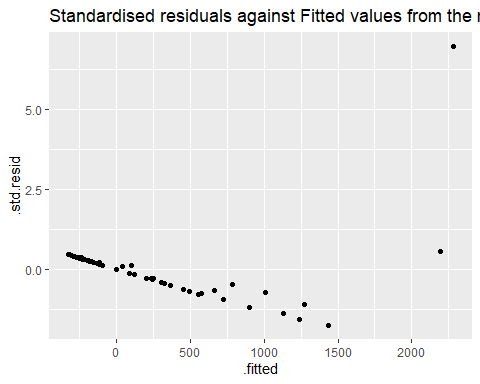 Standardised residuals against Fitted values from the
5.0
2.5
0.0
.std.resid
0
500
1000
1500
2000
.fitted